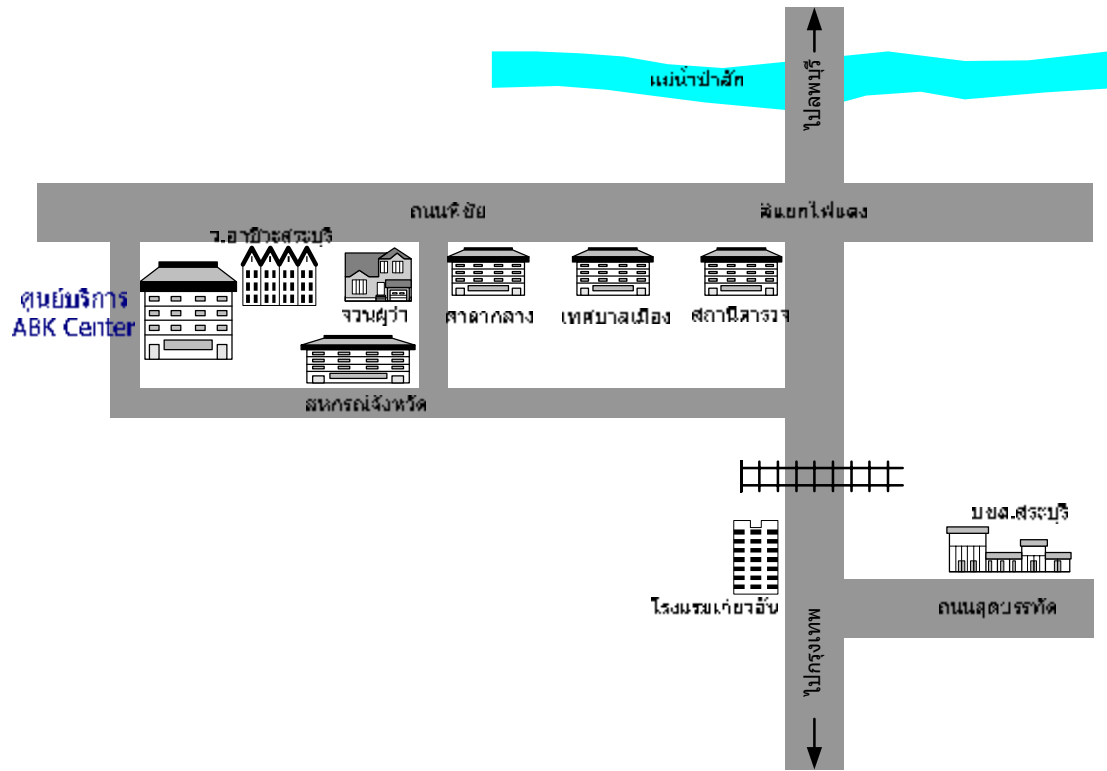 ไปลพบุรี
แม่น้ำป่าสัก
ถนนพิชัย
สี่แยกไฟแดง
ว.อาชีวะสระบุรี
ศูนย์บริการ
ABK Center
จวนผู้ว่า
ศาลากลาง
เทศบาลเมือง
สถานีตำรวจ
สหกรณ์จังหวัด
บขส.สระบุรี
โรงแรมเกี่ยวอัน
ถนนสุดบรรทัด
ไปกรุงเทพ